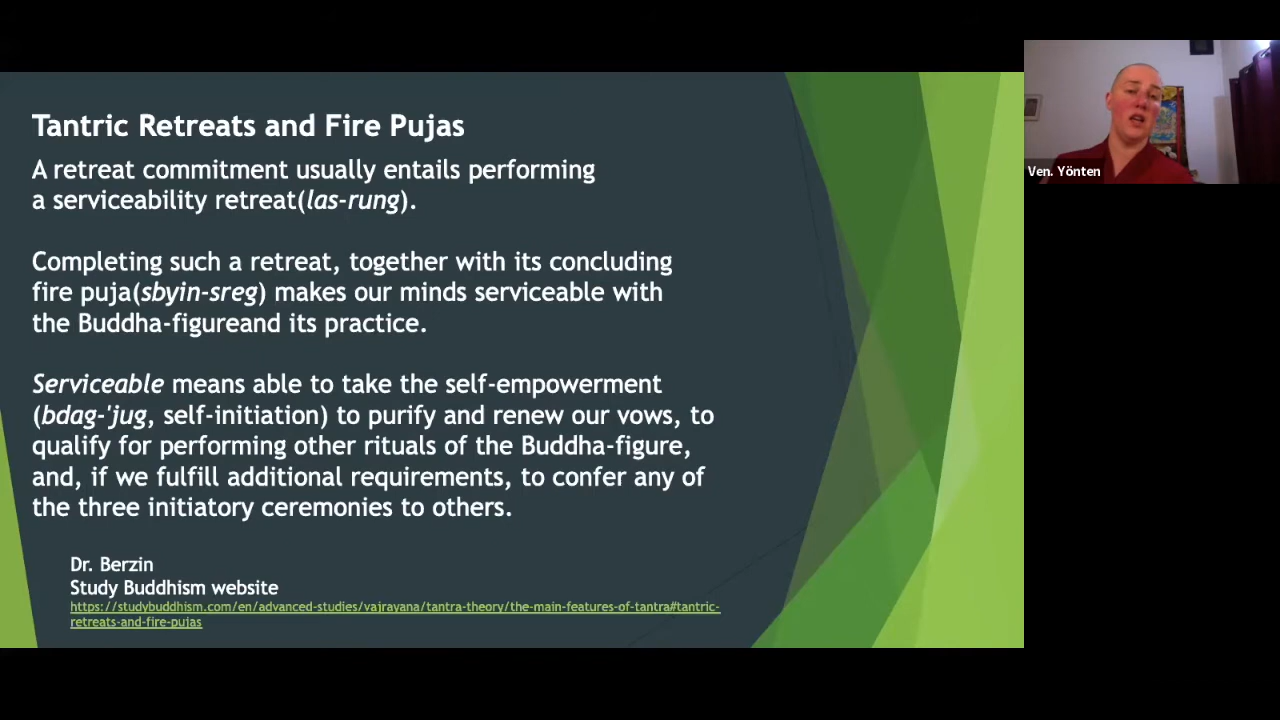 Tantric Retreats and Fire Pujas
A retreat commitment usually entails performing
a serviceability retreat(las-rung).
Completing such a retreat, together with its concluding
fire puja(sbyin-sreg) makes our minds serviceable with
the Buddha-figureand its practice.
Serviceable means able to take the self-empowerment
(bdag-'jug, self-initiation) to purify and renew our vows, to
qualify for performing other rituals of the Buddha-figure,
and, if we fulfill additional requirements, to confer any of
the three initiatory ceremonies to others.
Dr. Berzin
Study Buddhism website
https://studybuddhism.com/en/advanced-studies/vajrayana/tantra-theory/the-main-features-of-tantra#tantric-
retreats-and-fire-pujas
Ven. Yönten